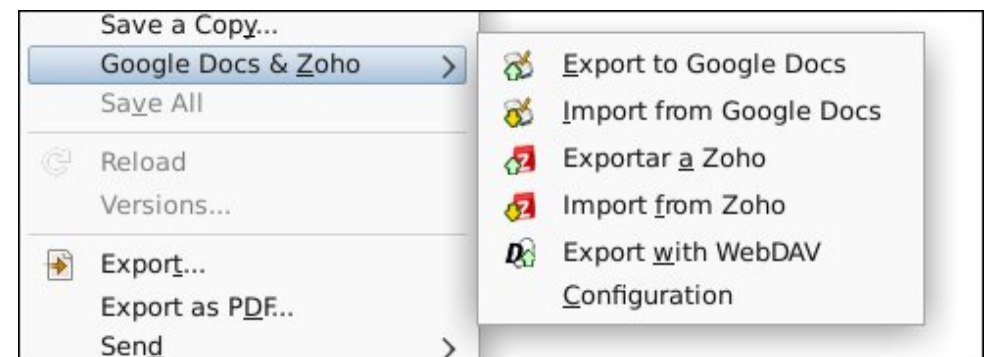 Save a Copy...
Google Docs & Zoho
Save All
Reload
Versions...
Export...
Export as PDF...
Send
Export to Google Docs
Import from Google Docs
Exportar a Zoho
Import from Zoho
Export with WebDAV
Configuration